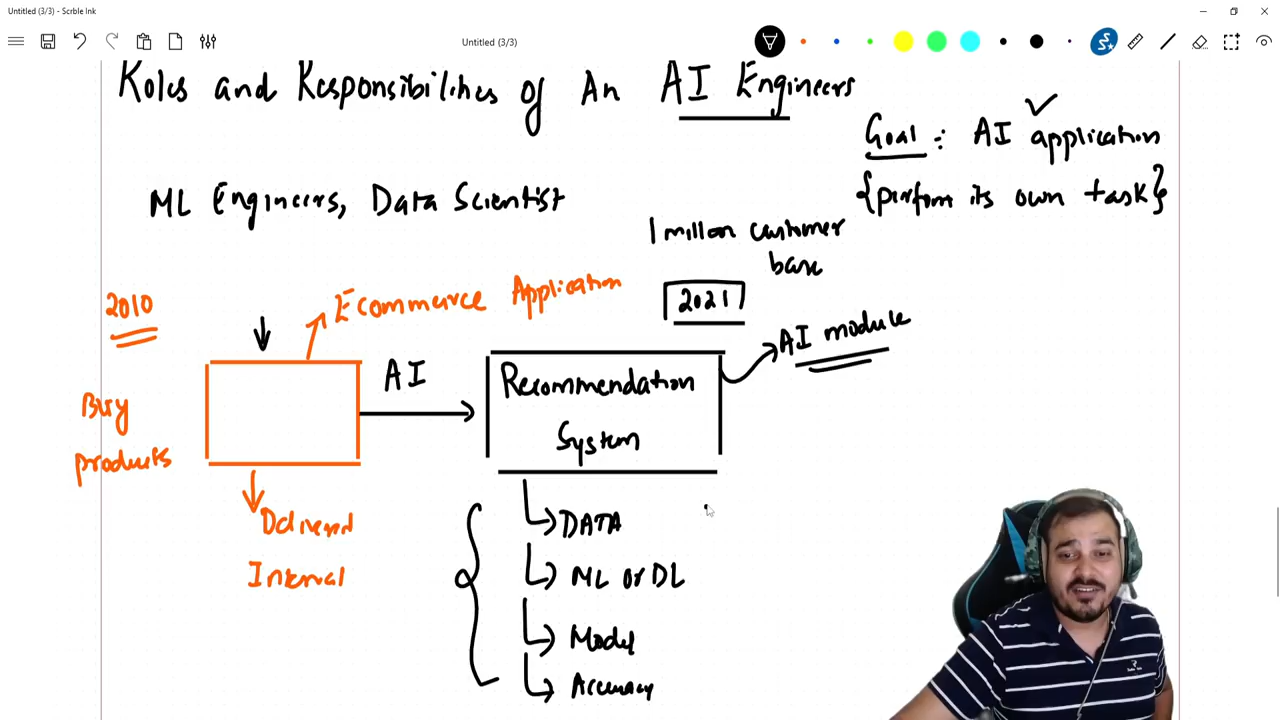 Untitled (3/3) - Scrble Ink
Untitled (3/3)
Roles and Responsibilities of An AI Engineers
Goal : AI application
{perform its own task}
ML Engineers, Data Scientist
1 million customer
base
2010
Ecommerce Application
2021
AI module
AI
Recommendation
System
Buy
products
Delivered
Interval
DATA
ML or DL
Model
Accuracy